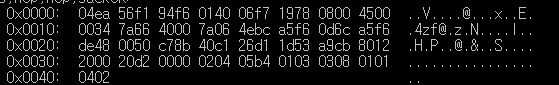 0x0000:  04ea 56f1 94f6 0140 06f7 1978 0800 4500  ..V....@...x..E.
0x0010:  0034 7a66 4000 7a06 4ebc a5f6 0d6c a5f6  .4zf@.z.N....l..
0x0020:  de48 0050 c78b 40c1 26d1 1d53 a9cb 8012  .H.P..@.&..S....
0x0030:  2000 20d2 0000 0204 05b4 0103 0308 0101  ................
0x0040:  0402  ..